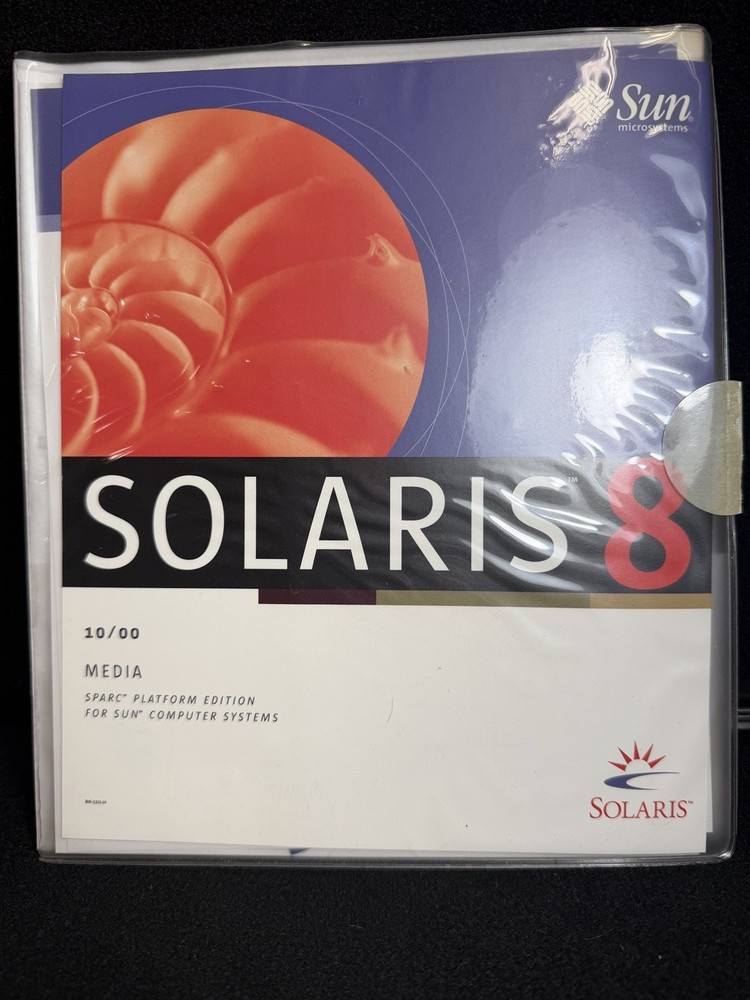 Sun
microsystems
SOLARIS™ 8
10/00
MEDIA
SPARC™ PLATFORM EDITION
FOR SUN™ COMPUTER SYSTEMS
SOLARIS™